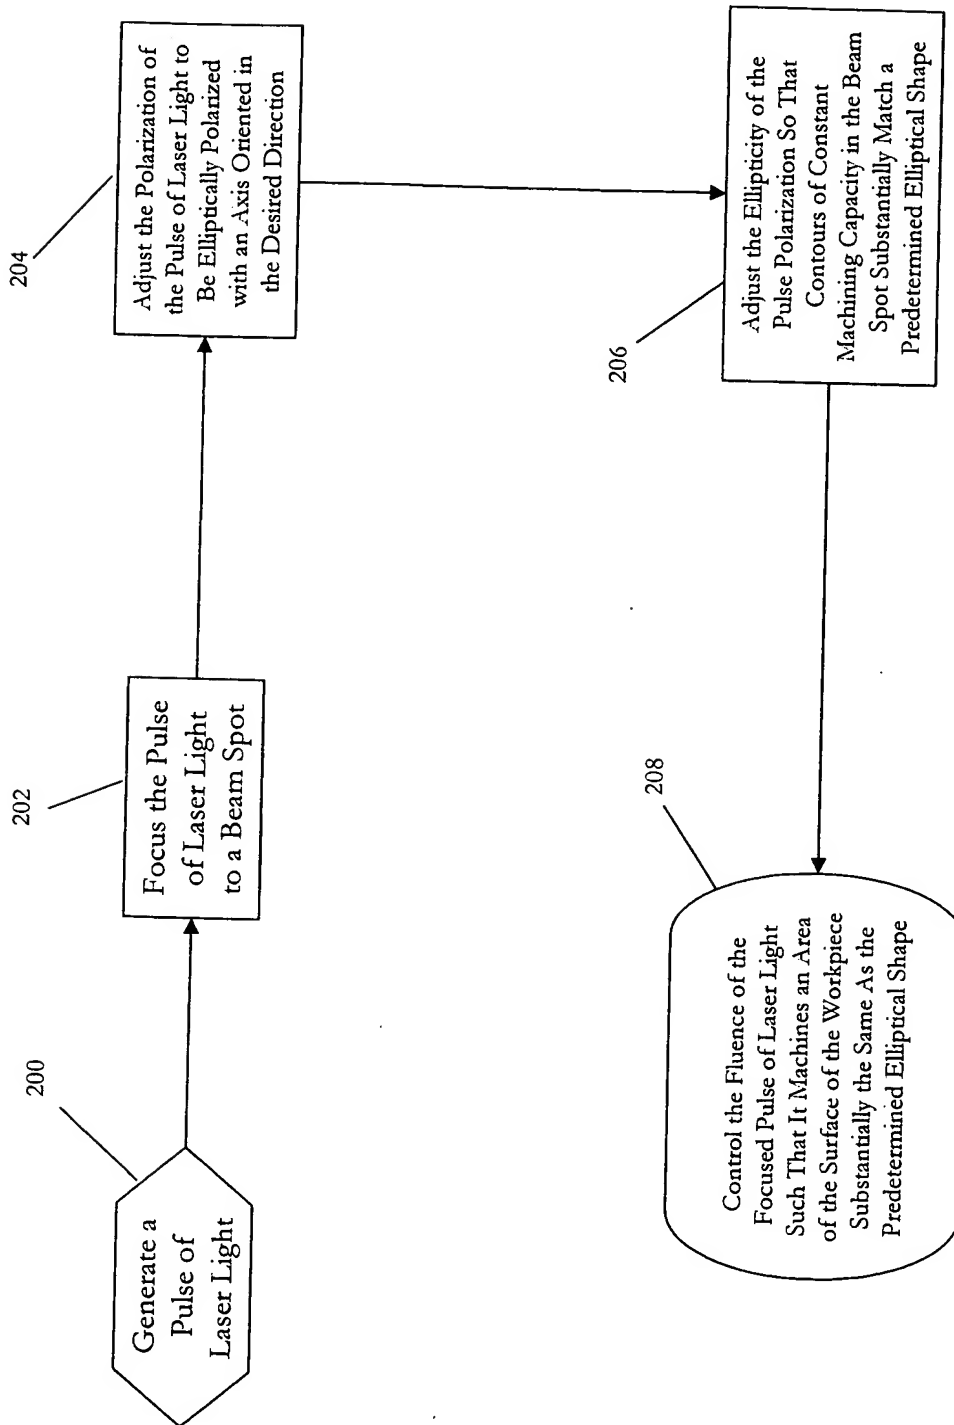 200
Generate a
Pulse of
Laser Light
202
Focus the Pulse
of Laser Light
to a Beam Spot
204
Adjust the Polarization of
the Pulse of Laser Light to
Be Elliptically Polarized
with an Axis Oriented in
the Desired Direction
206
Adjust the Ellipticity of the
Pulse Polarization So That
Contours of Constant
Machining Capacity in the Beam
Spot Substantially Match a
Predetermined Elliptical Shape
208
Control the Fluence of the
Focused Pulse of Laser Light
Such That It Machines an Area
of the Surface of the Workpiece
Substantially the Same As the
Predetermined Elliptical Shape